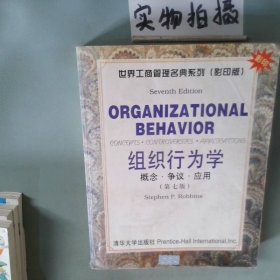 实物拍摄
世界工商管理名典系列（影印版）
影印
Seventh Edition
ORGANIZATIONAL
BEHAVIOR
CONCEPTS · CONTROVERSIES · APPLICATIONS
组织行为学
概念·争议·应用
（第七版）
Stephen P. Robbins
清华大学出版社 Prentice-Hall International, Inc.